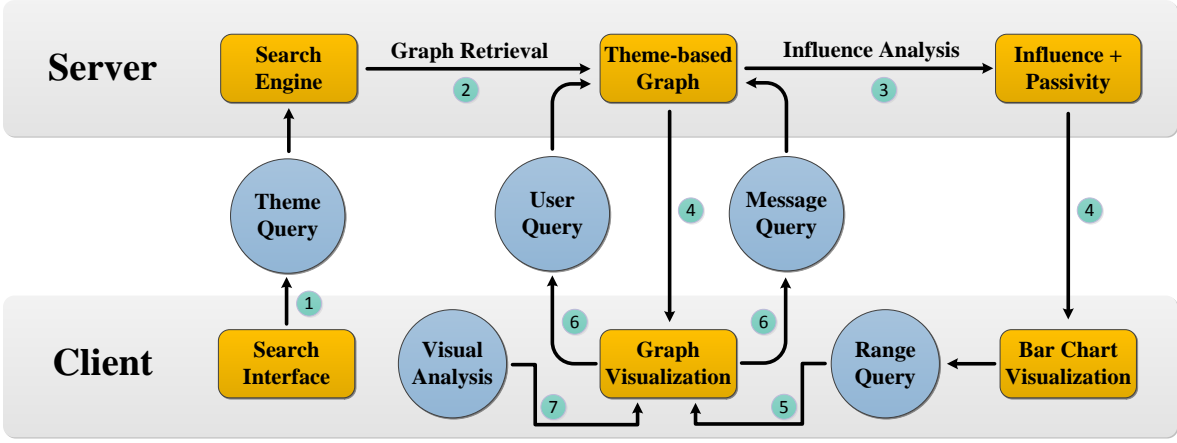 Server
Search
Engine
Graph Retrieval
2
Theme-based
Graph
Influence Analysis
3
Influence +
Passivity
Theme
Query
User
Query
4
Message
Query
4
1
6
6
Client
Search
Interface
Visual
Analysis
Graph
Visualization
Range
Query
Bar Chart
Visualization
7
5